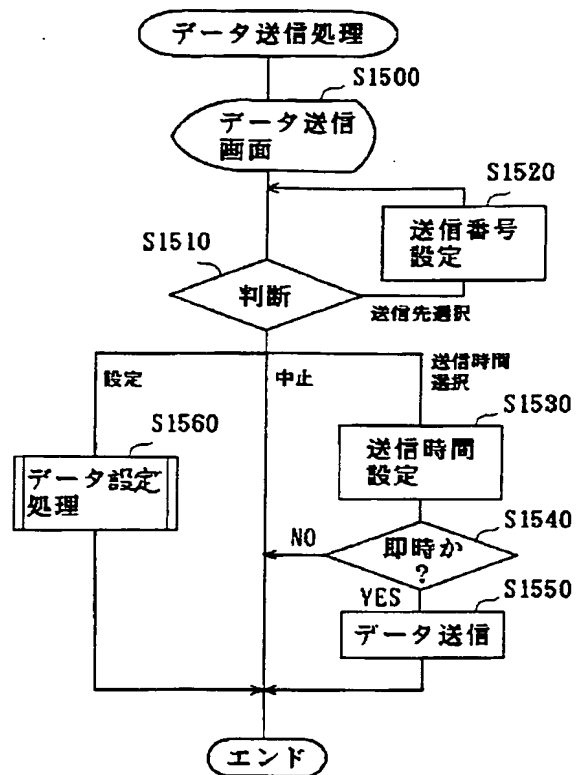 データ送信処理
S1500
データ送信
画面
S1520
送信番号
設定
S1510
判断
送信先選択
設定
中止
送信時間
選択
S1530
送信時間
設定
S1560
データ設定
処理
S1540
即時か
?
NO
YES
S1550
データ送信
エンド